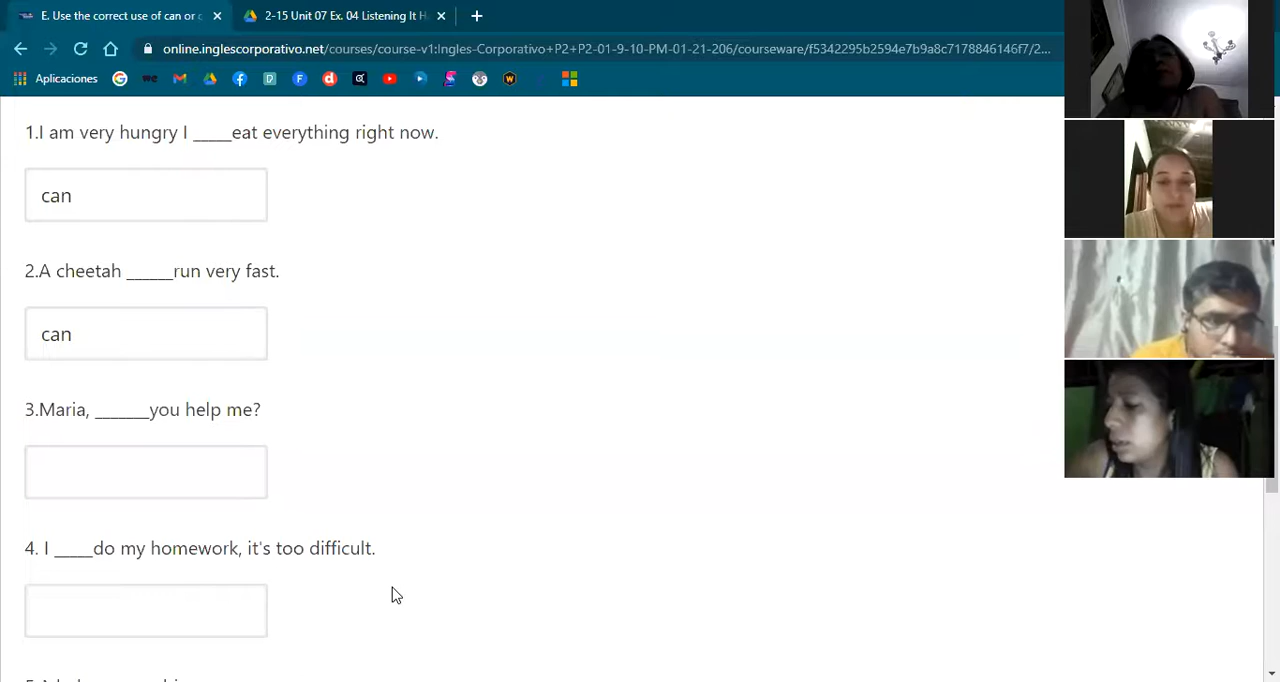 E. Use the correct use of can or c
2-15 Unit 07 Ex. 04 Listening It H
online.inglescorporativo.net/courses/course-v1:Ingles-Corporativo+P2+P2-01-9-10-PM-01-21-206/courseware/f5342295b2594e7b9a8c7178846146f7/2...
Aplicaciones
1.I am very hungry I _____eat everything right now.
can
2.A cheetah ______run very fast.
can
3.Maria, _______you help me?
4. I _____do my homework, it's too difficult.